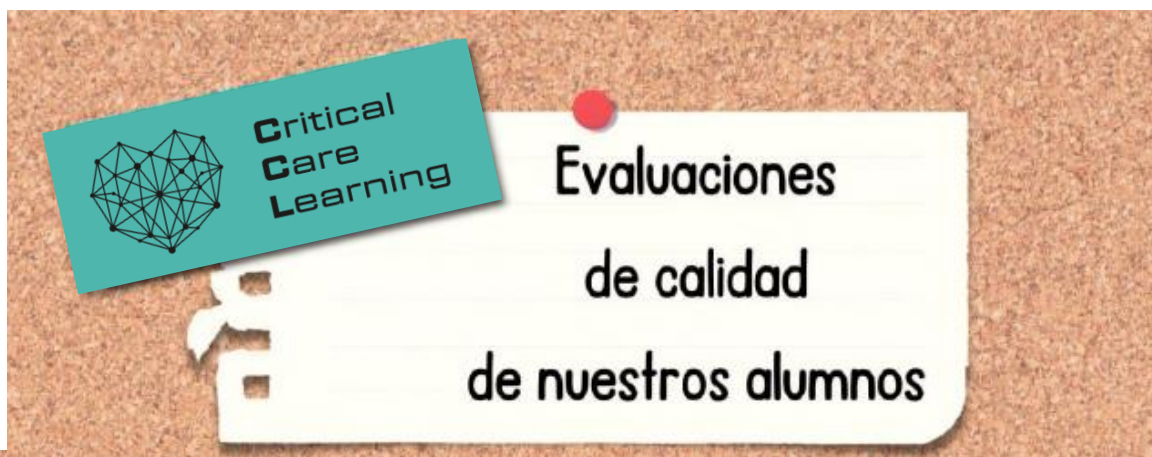 Critical
Care
Learning
Evaluaciones
de calidad
de nuestros alumnos